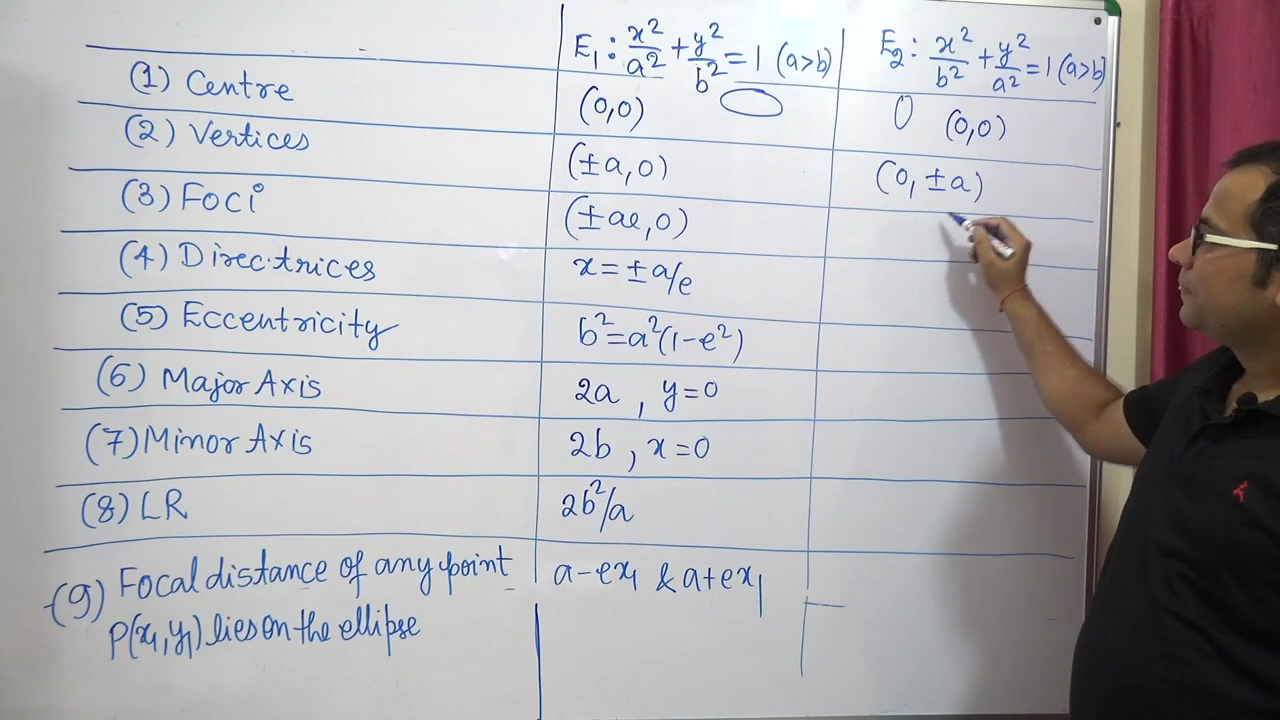 E₁: x²/a² + y²/b² = 1 (a>b)
E₂: x²/b² + y²/a² = 1 (a>b)
(1) Centre (0,0) (0,0)
(2) Vertices (±a,0) (0,±a)
(3) Foci (±ae,0)
(4) Directrices x=±a/e
(5) Eccentricity b²=a²(1-e²)
(6) Major Axis 2a, y=0
(7) Minor Axis 2b, x=0
(8) LR 2b²/a
(9) Focal distance of any point a-ex₁ & a+ex₁
P(x₁,y₁) lies on the ellipse